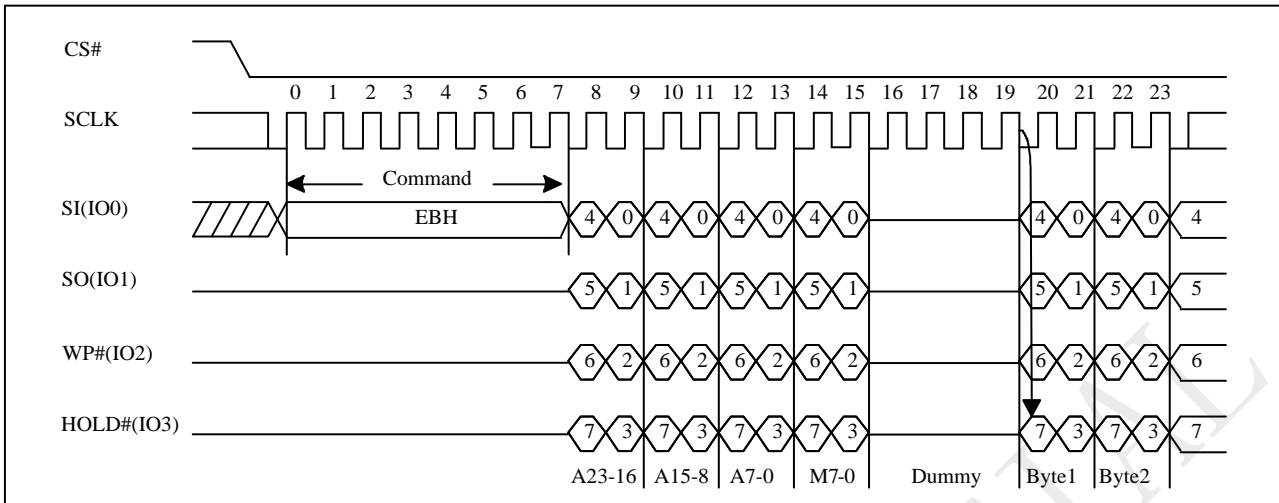 CS#
0 1 2 3 4 5 6 7 8 9 10 11 12 13 14 15 16 17 18 19 20 21 22 23
SCLK
Command
SI(IO0) EBH 4 0 4 0 4 0 4 0 4 0 4 0 4
SO(IO1) 5 1 5 1 5 1 5 1 5 1 5 1 5
WP#(IO2) 6 2 6 2 6 2 6 2 6 2 6 2 6
HOLD#(IO3) 7 3 7 3 7 3 7 3 7 3 7 3 7
A23-16 A15-8 A7-0 M7-0 Dummy Byte1 Byte2